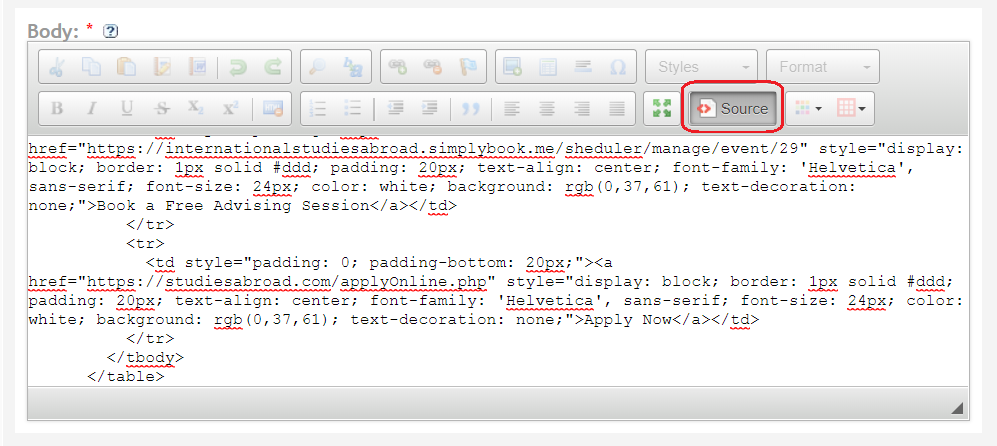 Body: * ?
Styles Format
B I U S X₂ X²
Source
href="https://internationalstudiesabroad.simplybook.me/sheduler/manage/event/29" style="display:
block; border: 1px solid #ddd; padding: 20px; text-align: center; font-family: 'Helvetica',
sans-serif; font-size: 24px; color: white; background: rgb(0,37,61); text-decoration:
none;">Book a Free Advising Session</a></td>
</tr>
<tr>
<td style="padding: 0; padding-bottom: 20px;"><a
href="https://studiesabroad.com/applyOnline.php" style="display: block; border: 1px solid #ddd;
padding: 20px; text-align: center; font-family: 'Helvetica', sans-serif; font-size: 24px; color:
white; background: rgb(0,37,61); text-decoration: none;">Apply Now</a></td>
</tr>
</tbody>
</table>